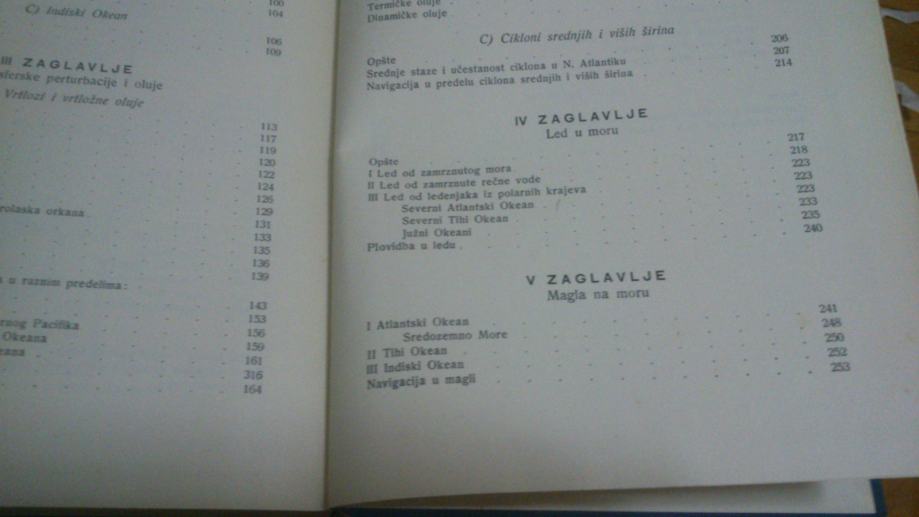 100
C) Indiski Okean
104
106
109
III ZAGLAVLJE
sferske perturbacije i oluje
Vrtlozi i vrtložne oluje
113
117
119
120
122
124
126
rolaska orkana 129
131
133
135
136
139
a u raznim predelima:
143
153
rnog Pacifika 156
Okeana 159
eana 161
316
164
Termičke oluje
Dinamičke oluje
C) Cikloni srednjih i viših širina
Opšte 206
Srednje staze i učestanost ciklona u N. Atlantiku 207
Navigacija u predelu ciklona srednjih i viših širina 214
IV ZAGLAVLJE
Led u moru
Opšte 217
I Led od zamrznutog mora 218
II Led od zamrznute rečne vode 223
III Led od ledenjaka iz polarnih krajeva 223
Severni Atlantski Okean 223
Severni Tihi Okean 233
Južni Okeani 235
Plovidba u ledu 240
V ZAGLAVLJE
Magla na moru
I Atlantski Okean 241
Sredozemno More 248
II Tihi Okean 250
III Indiski Okean 252
Navigacija u magli 253